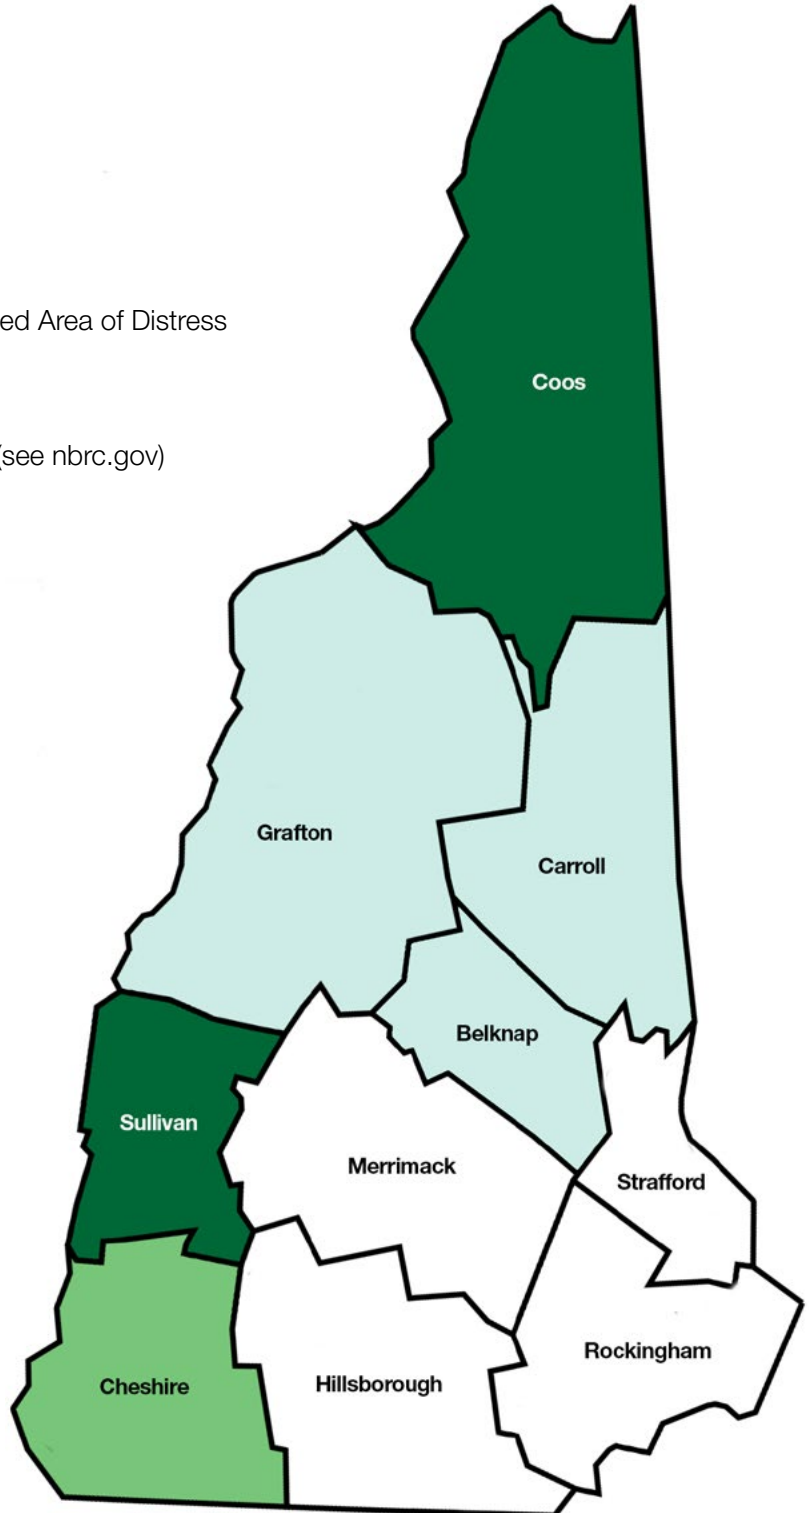 ed Area of Distress
Coos
(see nbrc.gov)
Grafton
Carroll
Belknap
Sullivan
Merrimack
Strafford
Rockingham
Cheshire
Hillsborough